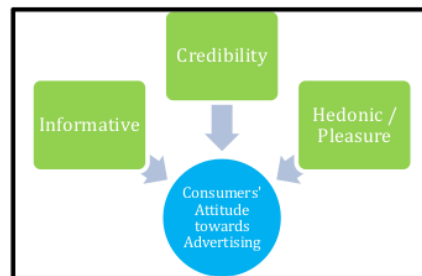 Credibility
Informative
Hedonic /
Pleasure
Consumers'
Attitude
towards
Advertising